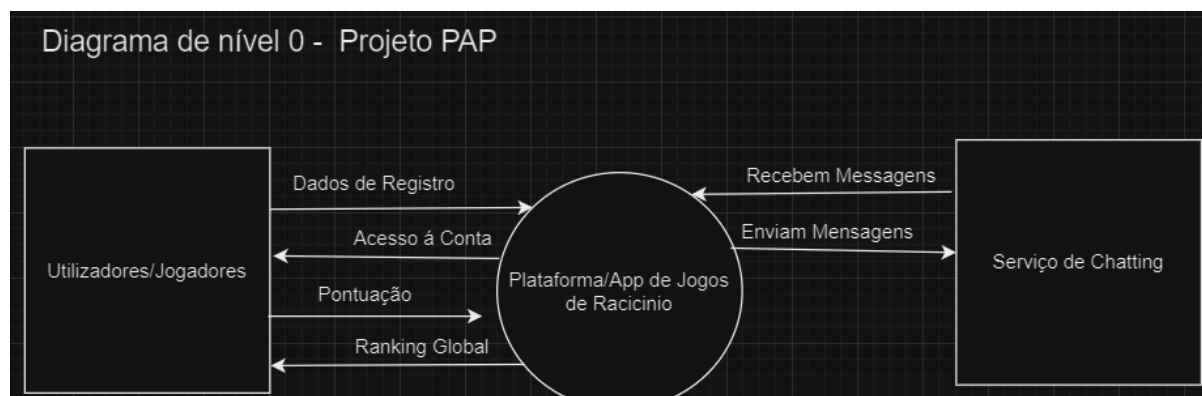 Diagrama de nível 0 -  Projeto PAP
Dados de Registro
Recebem Messagens
Acesso á Conta
Enviam Mensagens
Utilizadores/Jogadores
Plataforma/App de Jogos
de Racicinio
Serviço de Chatting
Pontuação
Ranking Global